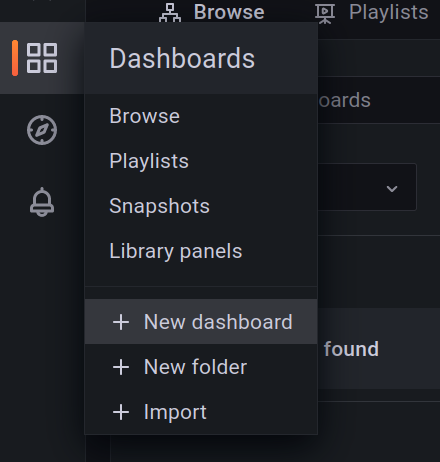 Browse Playlists
Dashboards
Browse
oards
Playlists
Snapshots
Library panels
+ New dashboard
found
+ New folder
+ Import